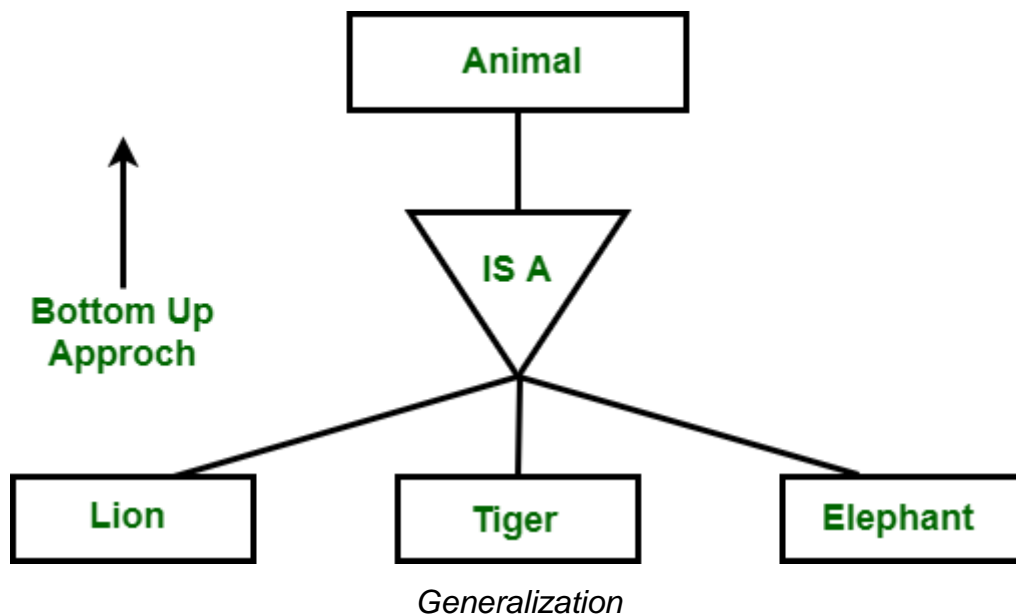 Animal
IS A
Bottom Up
Approch
Lion
Tiger
Elephant
Generalization